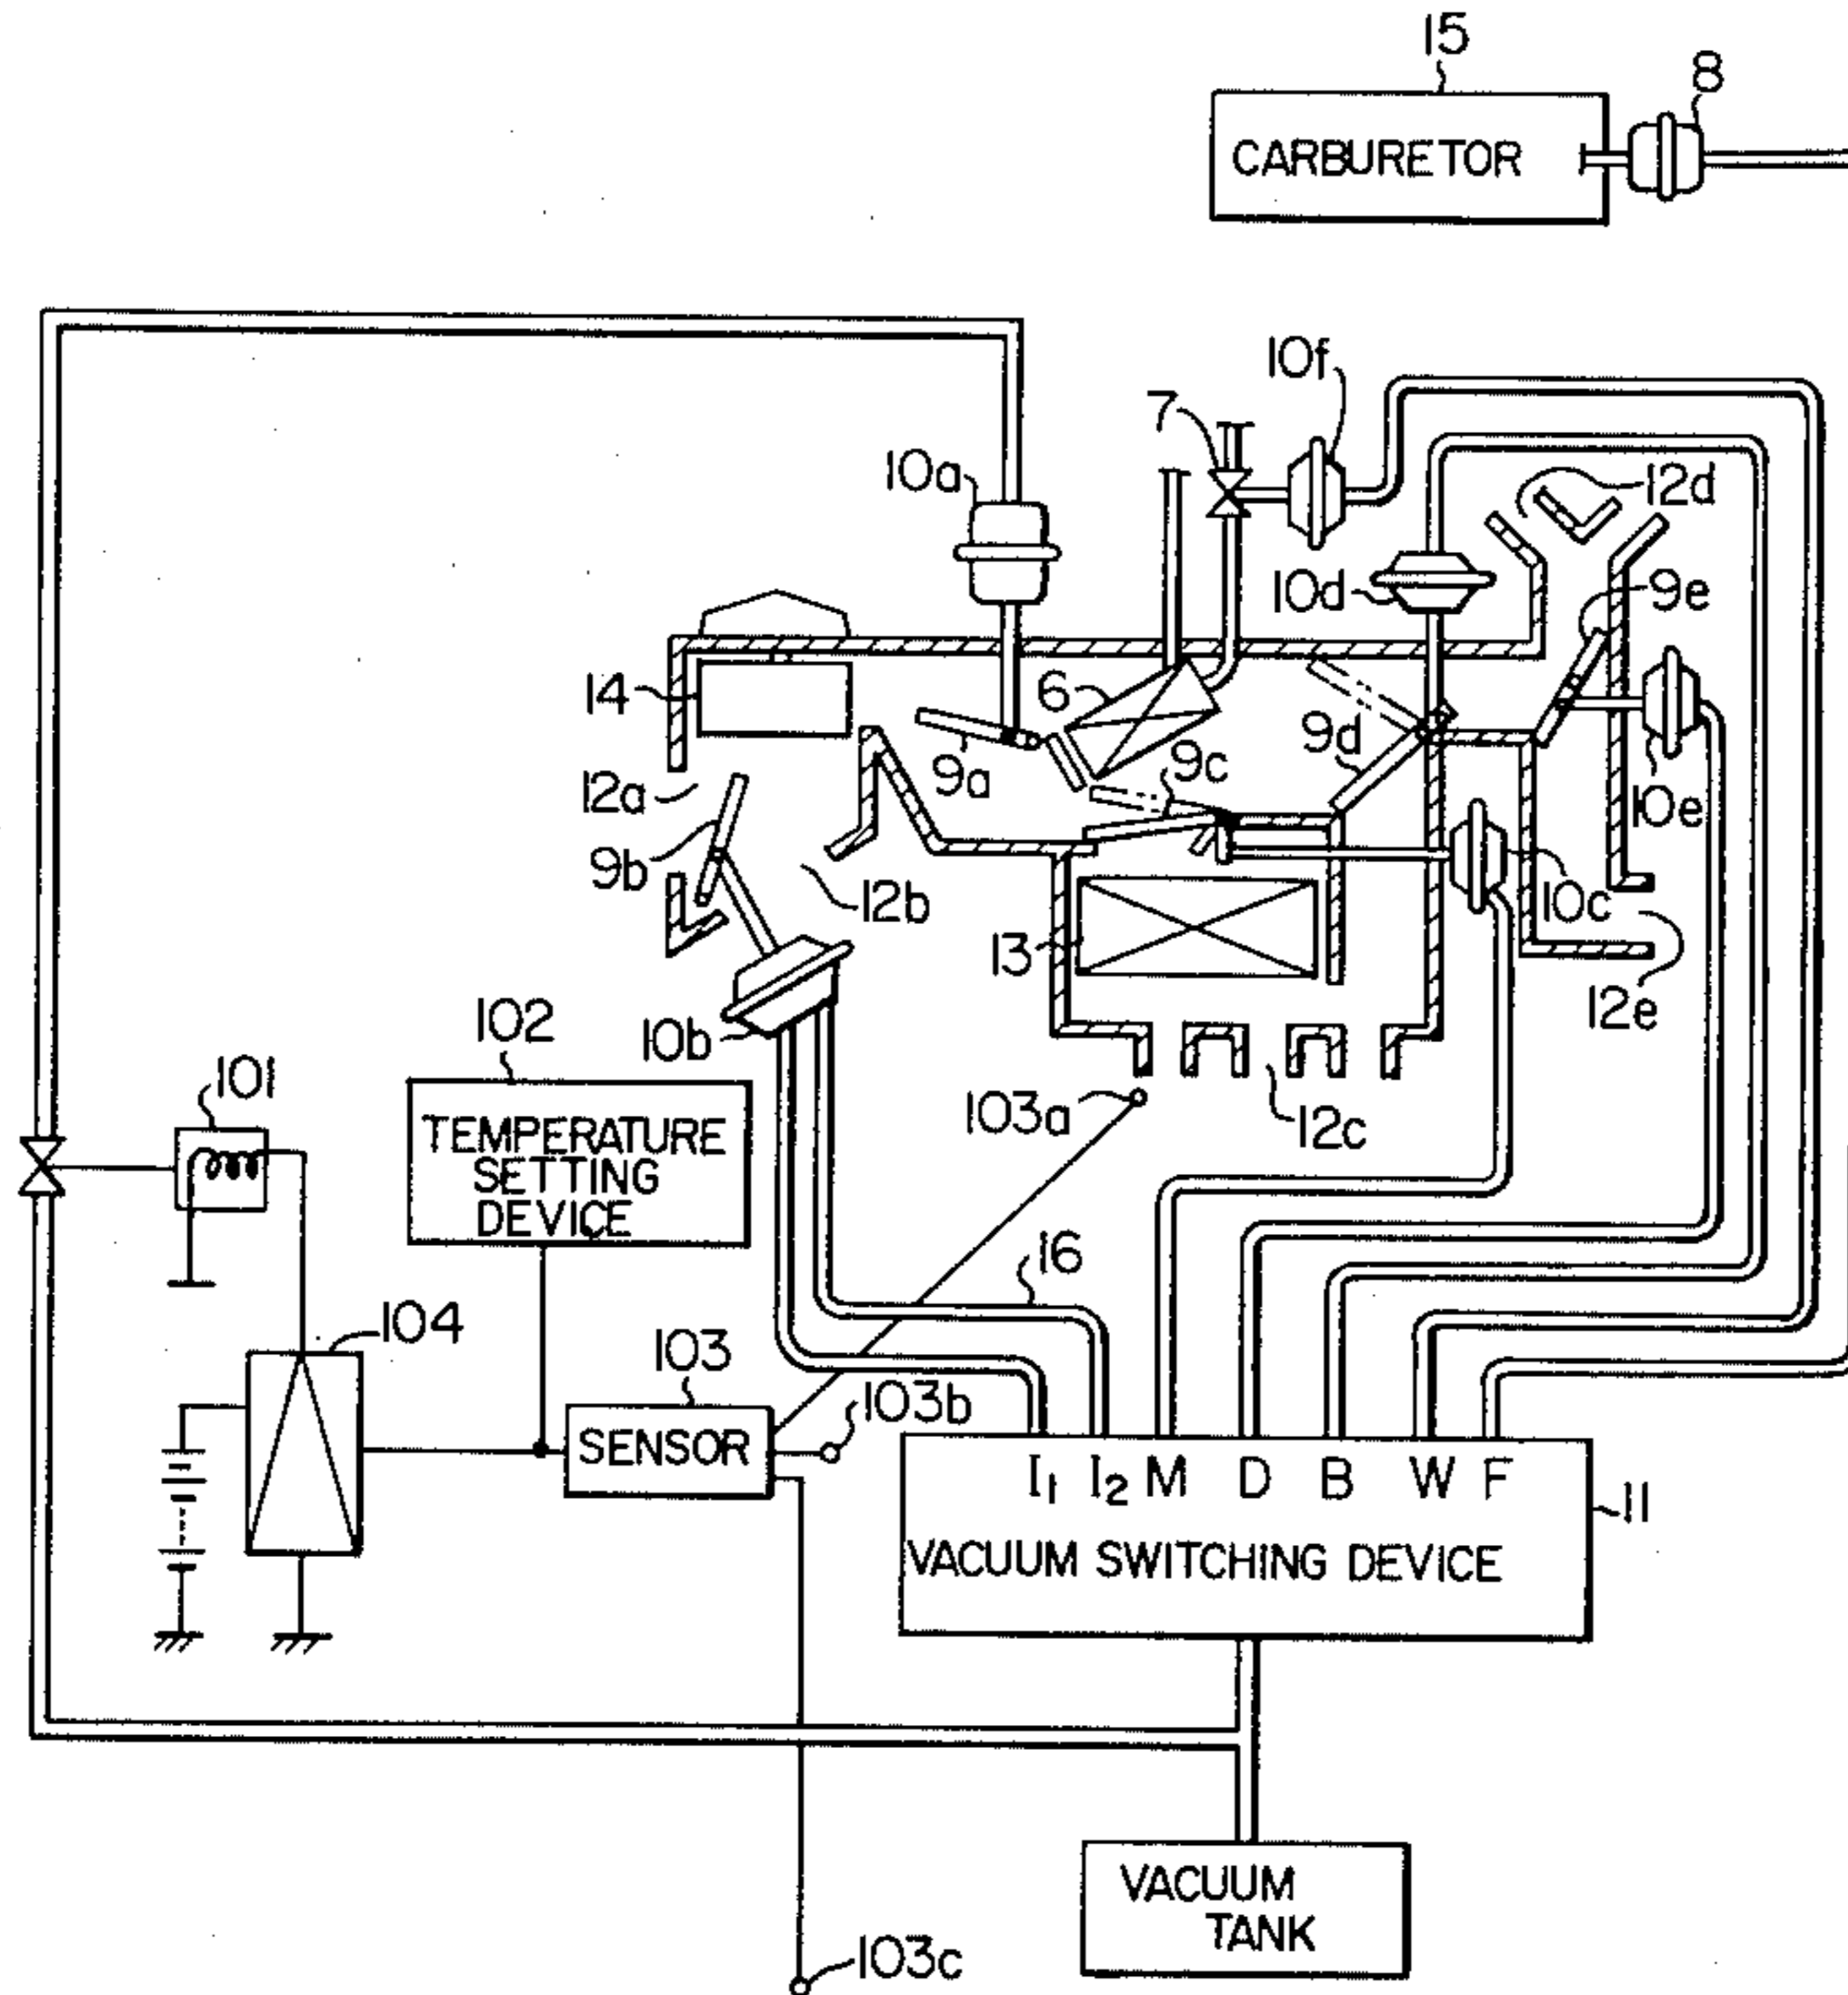 15
8
CARBURETOR
10f
7
10a
12d
10d
9e
14
6
9d
9a
9c
12a
10e
9b
12b
10c
13
12e
102
10b
101
103a
12c
TEMPERATURE
SETTING
DEVICE
16
104
103
103b
SENSOR
I1 I2 M D B W F
11
VACUUM SWITCHING DEVICE
VACUUM
TANK
103c